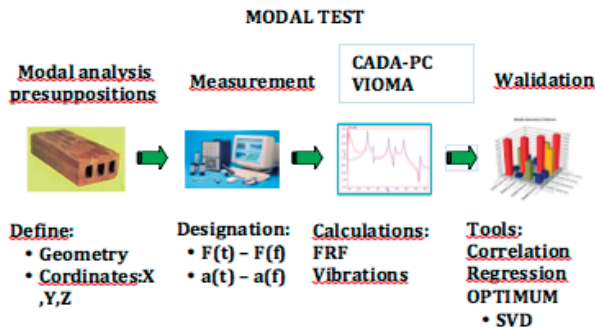 MODAL TEST
Modal analysis
presuppositions
Measurement
CADA-PC
VIOMA
Walidation
Define:
• Geometry
• Cordinates:X
,Y,Z
Designation:
• F(t) – F(f)
• a(t) – a(f)
Calculations:
FRF
Vibrations
Tools:
Correlation
Regression
OPTIMUM
• SVD